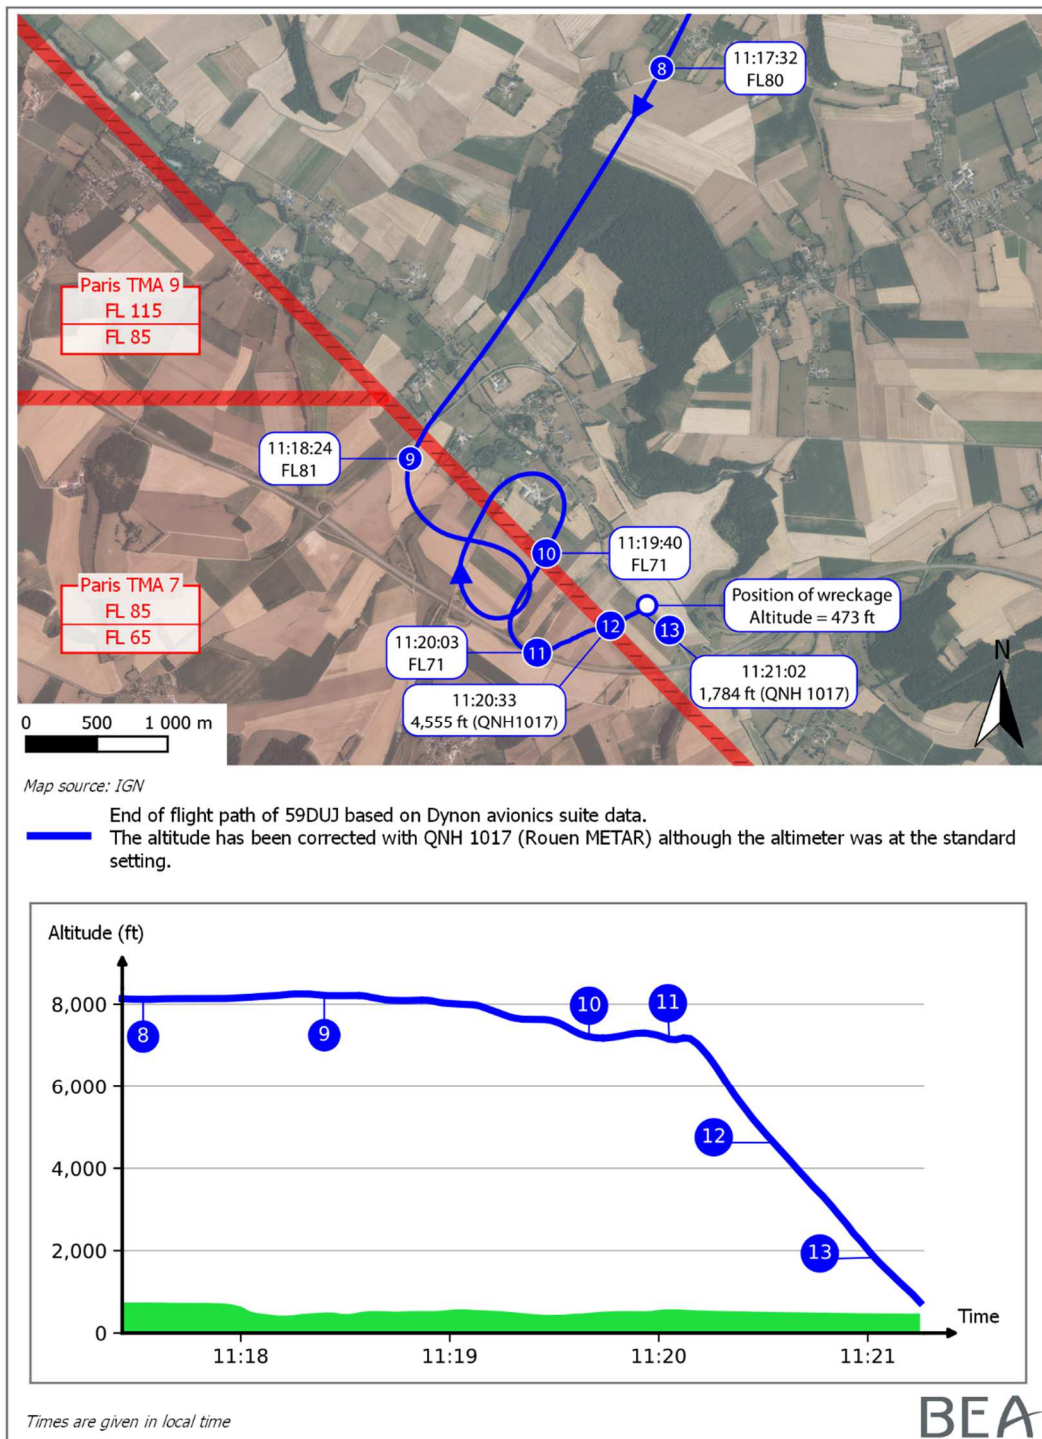 8
11:17:32
FL80
Paris TMA 9
FL 115
FL 85
11:18:24
FL81
9
10
11:19:40
FL71
Paris TMA 7
FL 85
FL 65
Position of wreckage
Altitude = 473 ft
12
13
11:20:03
FL71
11
N
11:21:02
1,784 ft (QNH 1017)
11:20:33
4,555 ft (QNH1017)
0 500 1 000 m
Map source: IGN
End of flight path of 59DUJ based on Dynon avionics suite data.
The altitude has been corrected with QNH 1017 (Rouen METAR) although the altimeter was at the standard
setting.
Altitude (ft)
8,000
8
9
10
11
6,000
12
4,000
2,000
13
0
Time
11:18 11:19 11:20 11:21
Times are given in local time
BEA